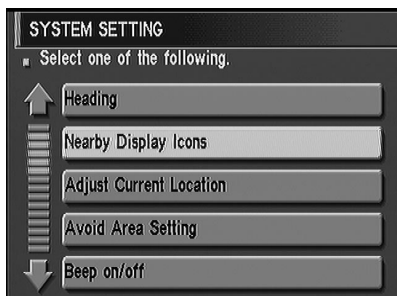 SYSTEM SETTING
Select one of the following.
Heading
Nearby Display Icons
Adjust Current Location
Avoid Area Setting
Beep on/off